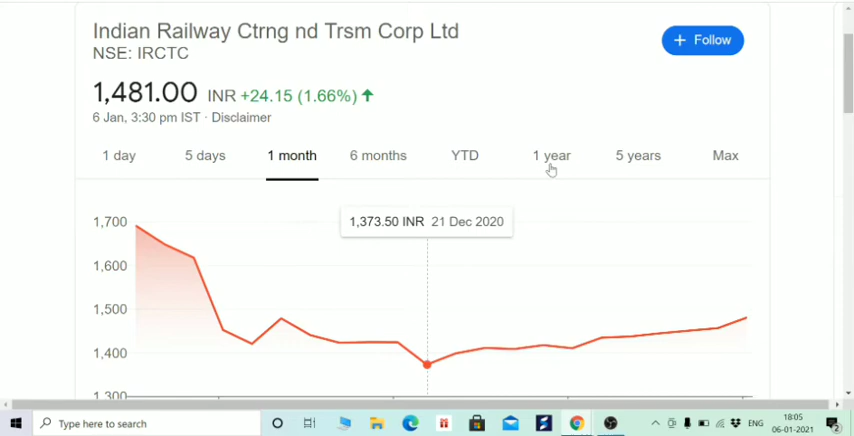 Indian Railway Ctrng nd Trsm Corp Ltd
NSE: IRCTC
+ Follow
1,481.00 INR +24.15 (1.66%) ↑
6 Jan, 3:30 pm IST · Disclaimer
1 day 5 days 1 month 6 months YTD 1 year 5 years Max
1,373.50 INR 21 Dec 2020
1,700
1,600
1,500
1,400
1,300
Type here to search
ENG
18:05
06-01-2021
2